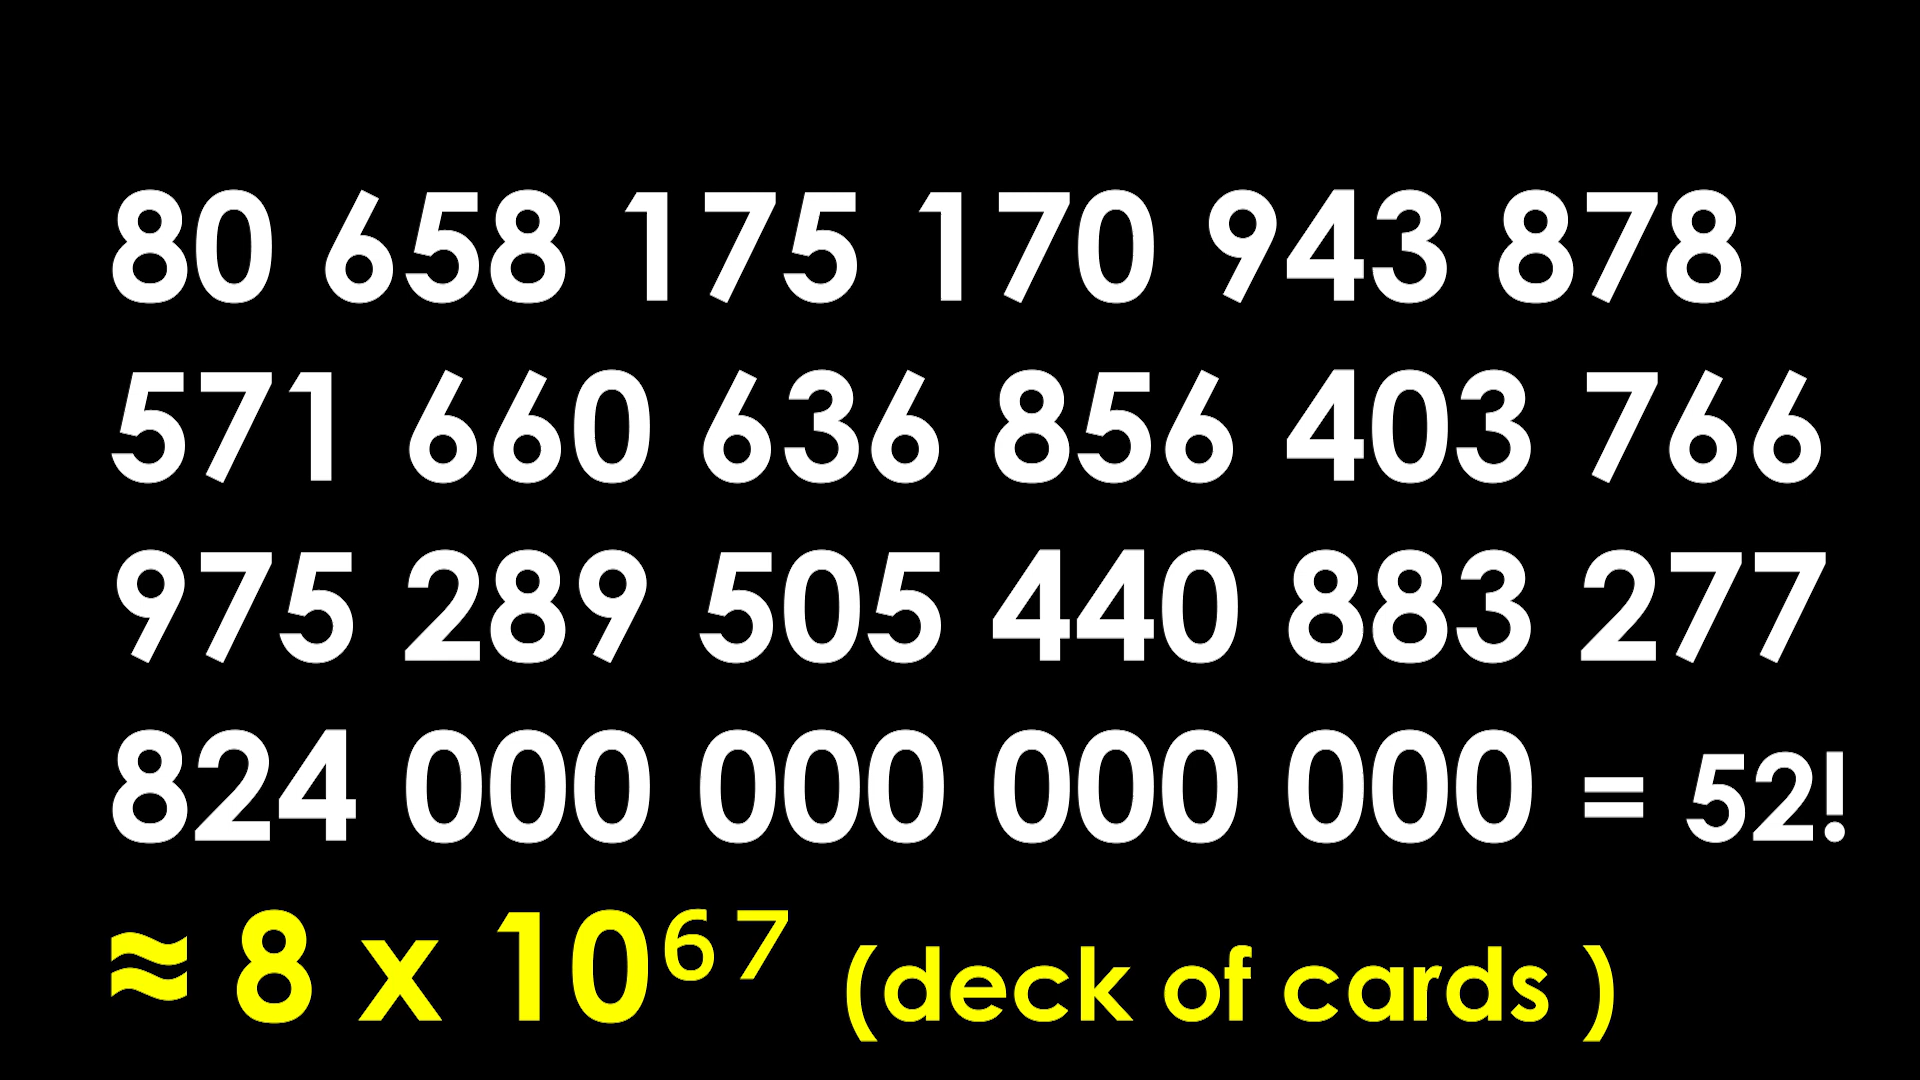 80 658 175 170 943 878
571 660 636 856 403 766
975 289 505 440 883 277
824 000 000 000 000 = 52!
≈ 8 x 10⁶⁷ (deck of cards )